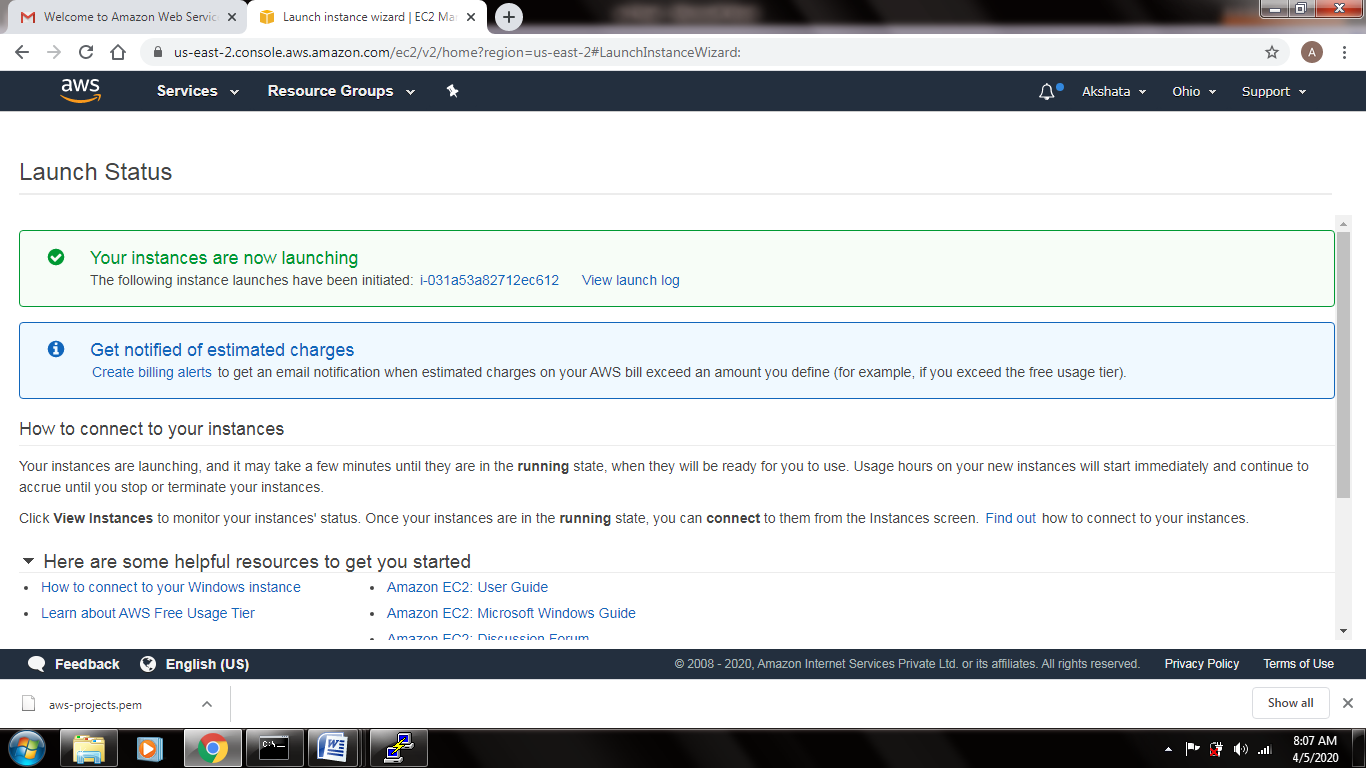 Welcome to Amazon Web Servic
Launch instance wizard | EC2 Mar
us-east-2.console.aws.amazon.com/ec2/v2/home?region=us-east-2#LaunchInstanceWizard:
A
aws
Services
Resource Groups
Akshata
Ohio
Support
Launch Status
Your instances are now launching
The following instance launches have been initiated: i-031a53a82712ec612 View launch log
Get notified of estimated charges
Create billing alerts to get an email notification when estimated charges on your AWS bill exceed an amount you define (for example, if you exceed the free usage tier).
How to connect to your instances
Your instances are launching, and it may take a few minutes until they are in the running state, when they will be ready for you to use. Usage hours on your new instances will start immediately and continue to
accrue until you stop or terminate your instances.
Click View Instances to monitor your instances' status. Once your instances are in the running state, you can connect to them from the Instances screen. Find out how to connect to your instances.
Here are some helpful resources to get you started
• How to connect to your Windows instance
• Amazon EC2: User Guide
• Learn about AWS Free Usage Tier
• Amazon EC2: Microsoft Windows Guide
• Amazon EC2: Discussion Forum
Feedback
English (US)
© 2008 - 2020, Amazon Internet Services Private Ltd. or its affiliates. All rights reserved.
Privacy Policy
Terms of Use
aws-projects.pem
Show all
8:07 AM
4/5/2020